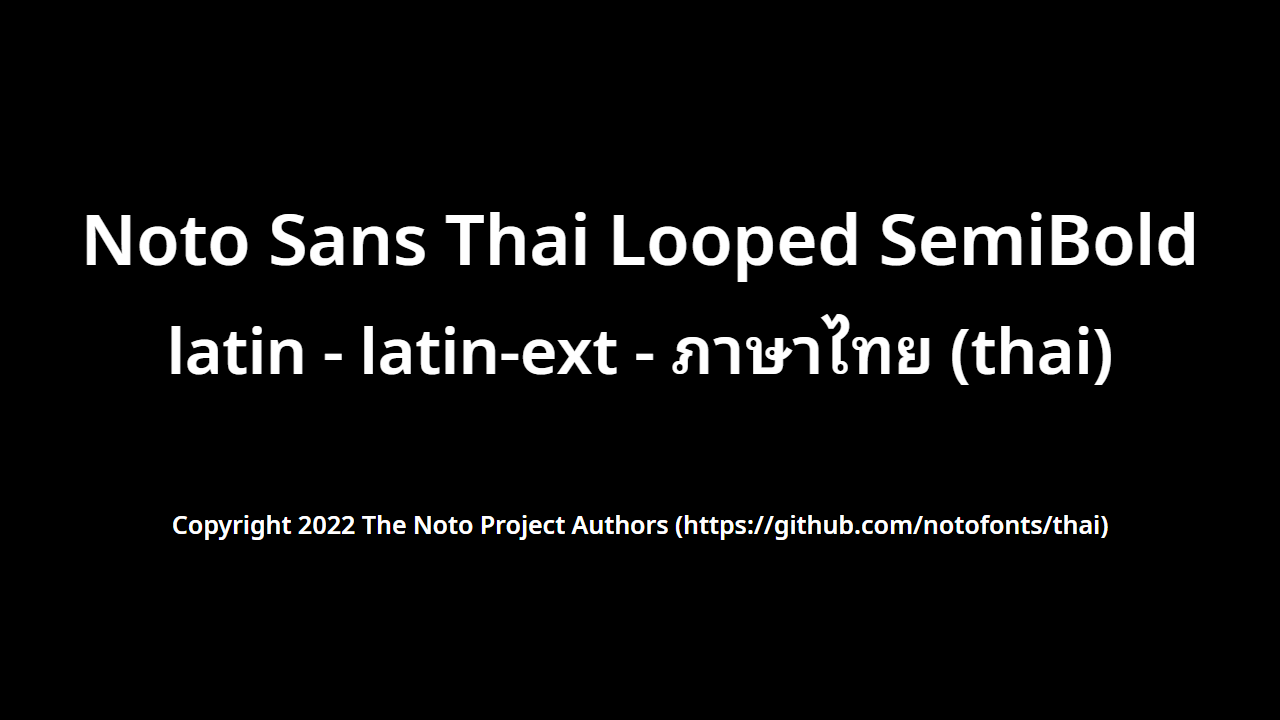 Noto Sans Thai Looped SemiBold
latin - latin-ext - ภาษาไทย (thai)
Copyright 2022 The Noto Project Authors (https://github.com/notofonts/thai)